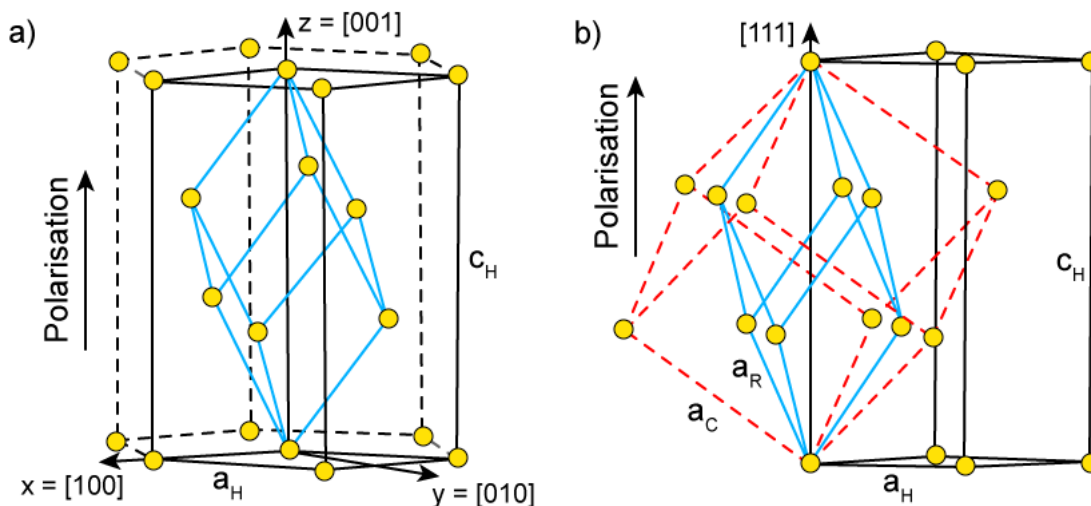 a)
z = [001]
Polarisation
c_H
x = [100]
a_H
y = [010]
b)
[111]
Polarisation
c_H
a_R
a_C
a_H